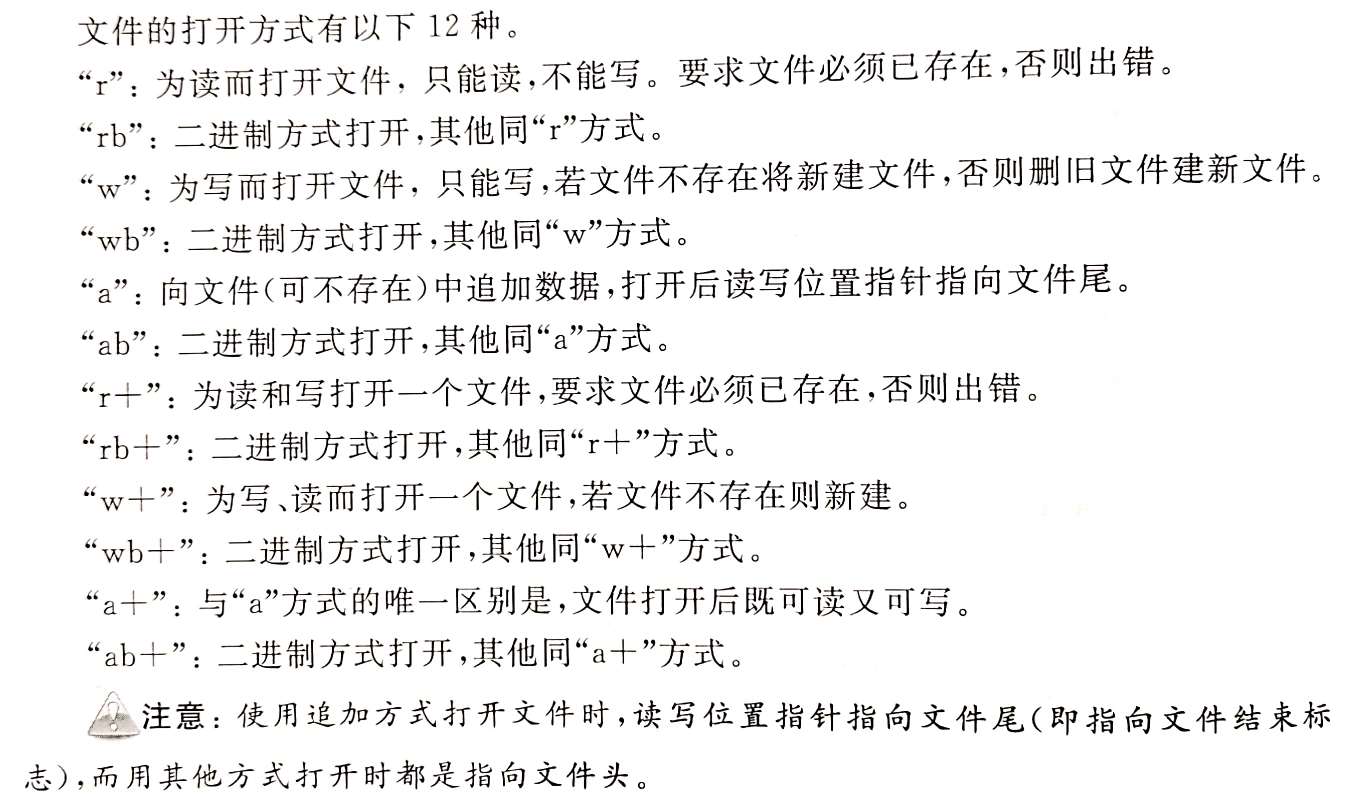 文件的打开方式有以下 12 种。
“r”：为读而打开文件，只能读，不能写。要求文件必须已存在，否则出错。
“rb”：二进制方式打开，其他同“r”方式。
“w”：为写而打开文件，只能写，若文件不存在将新建文件，否则删旧文件建新文件。
“wb”：二进制方式打开，其他同“w”方式。
“a”：向文件(可不存在)中追加数据，打开后读写位置指针指向文件尾。
“ab”：二进制方式打开，其他同“a”方式。
“r＋”：为读和写打开一个文件，要求文件必须已存在，否则出错。
“rb＋”：二进制方式打开，其他同“r＋”方式。
“w＋”：为写、读而打开一个文件，若文件不存在则新建。
“wb＋”：二进制方式打开，其他同“w＋”方式。
“a＋”：与“a”方式的唯一区别是，文件打开后既可读又可写。
“ab＋”：二进制方式打开，其他同“a＋”方式。
注意：使用追加方式打开文件时，读写位置指针指向文件尾(即指向文件结束标
志)，而用其他方式打开时都是指向文件头。